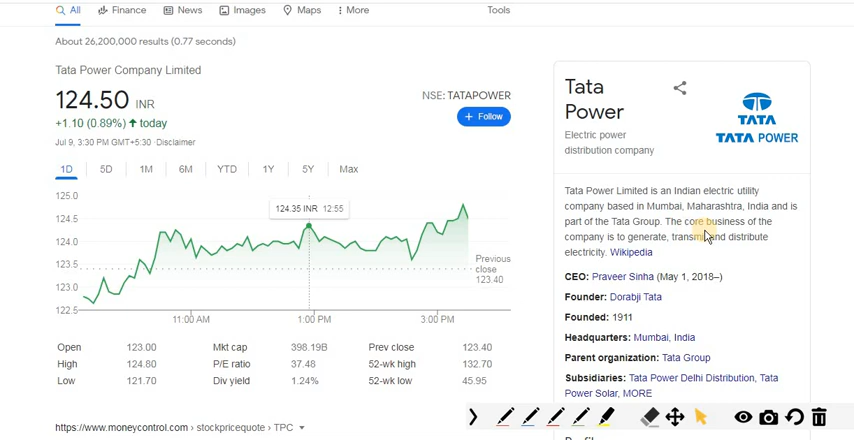 All Finance News Images Maps More Tools
About 26,200,000 results (0.77 seconds)
Tata Power Company Limited
124.50 INR
NSE: TATAPOWER
+1.10 (0.89%) ↑ today
+ Follow
Jul 9, 3:30 PM GMT+5:30 · Disclaimer
1D 5D 1M 6M YTD 1Y 5Y Max
125.0
124.5
124.0
123.5
123.0
122.5
124.35 INR 12:55
Previous
close
123.40
11:00 AM 1:00 PM 3:00 PM
Open 123.00 Mkt cap 398.19B Prev close 123.40
High 124.80 P/E ratio 37.48 52-wk high 132.70
Low 121.70 Div yield 1.24% 52-wk low 45.95
https://www.moneycontrol.com › stockpricequote › TPC
Tata
Power
Electric power
distribution company
TATA
TATA POWER
Tata Power Limited is an Indian electric utility
company based in Mumbai, Maharashtra, India and is
part of the Tata Group. The core business of the
company is to generate, transmit and distribute
electricity. Wikipedia
CEO: Praveer Sinha (May 1, 2018–)
Founder: Dorabji Tata
Founded: 1911
Headquarters: Mumbai, India
Parent organization: Tata Group
Subsidiaries: Tata Power Delhi Distribution, Tata
Power Solar, MORE